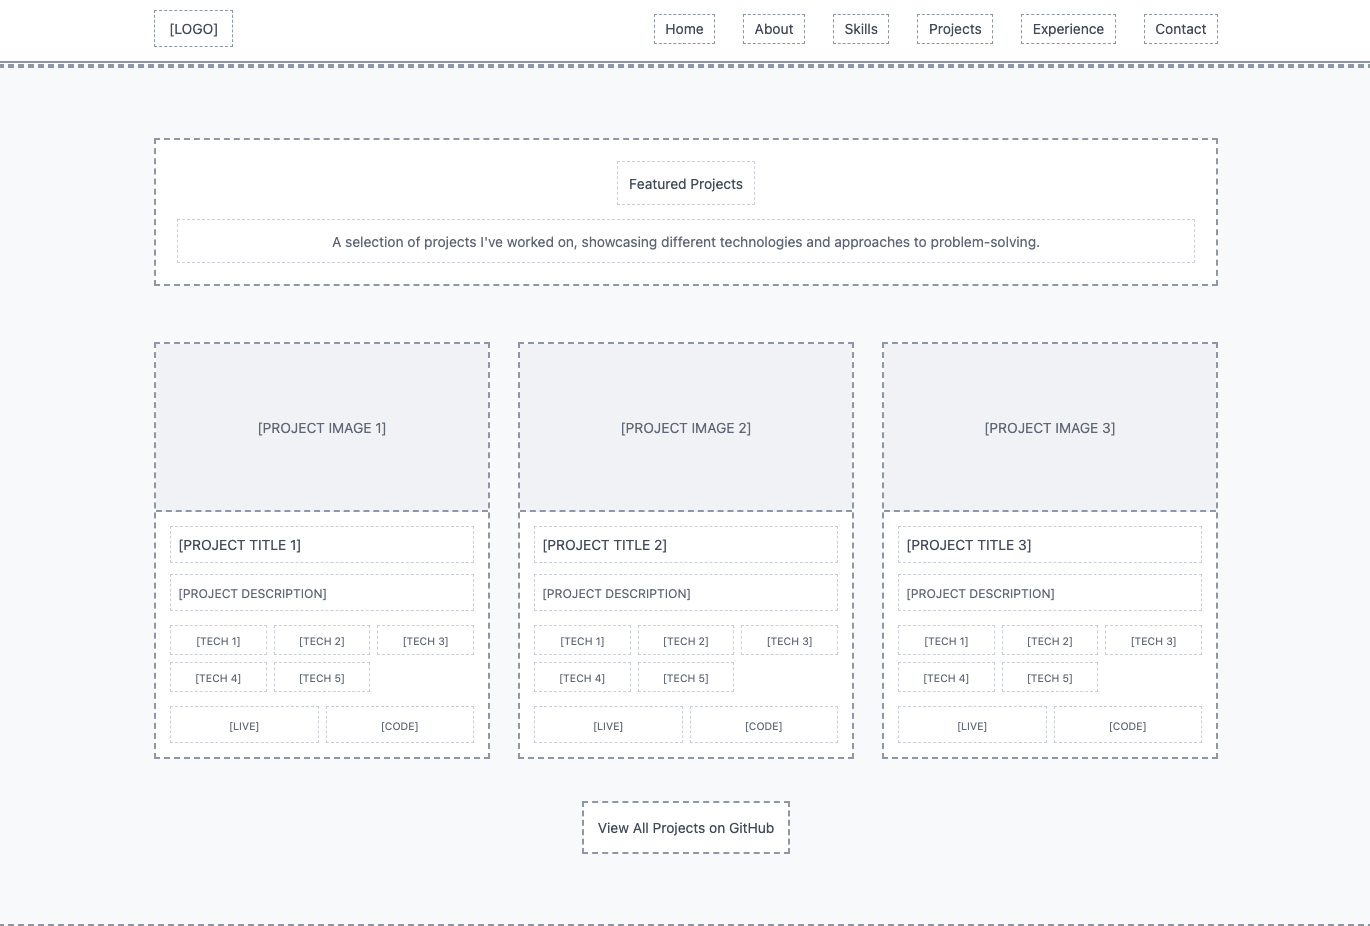 [LOGO]
Home
About
Skills
Projects
Experience
Contact
Featured Projects
A selection of projects I've worked on, showcasing different technologies and approaches to problem-solving.
[PROJECT IMAGE 1]
[PROJECT TITLE 1]
[PROJECT DESCRIPTION]
[TECH 1]
[TECH 2]
[TECH 3]
[TECH 4]
[TECH 5]
[LIVE]
[CODE]
[PROJECT IMAGE 2]
[PROJECT TITLE 2]
[PROJECT DESCRIPTION]
[TECH 1]
[TECH 2]
[TECH 3]
[TECH 4]
[TECH 5]
[LIVE]
[CODE]
[PROJECT IMAGE 3]
[PROJECT TITLE 3]
[PROJECT DESCRIPTION]
[TECH 1]
[TECH 2]
[TECH 3]
[TECH 4]
[TECH 5]
[LIVE]
[CODE]
View All Projects on GitHub